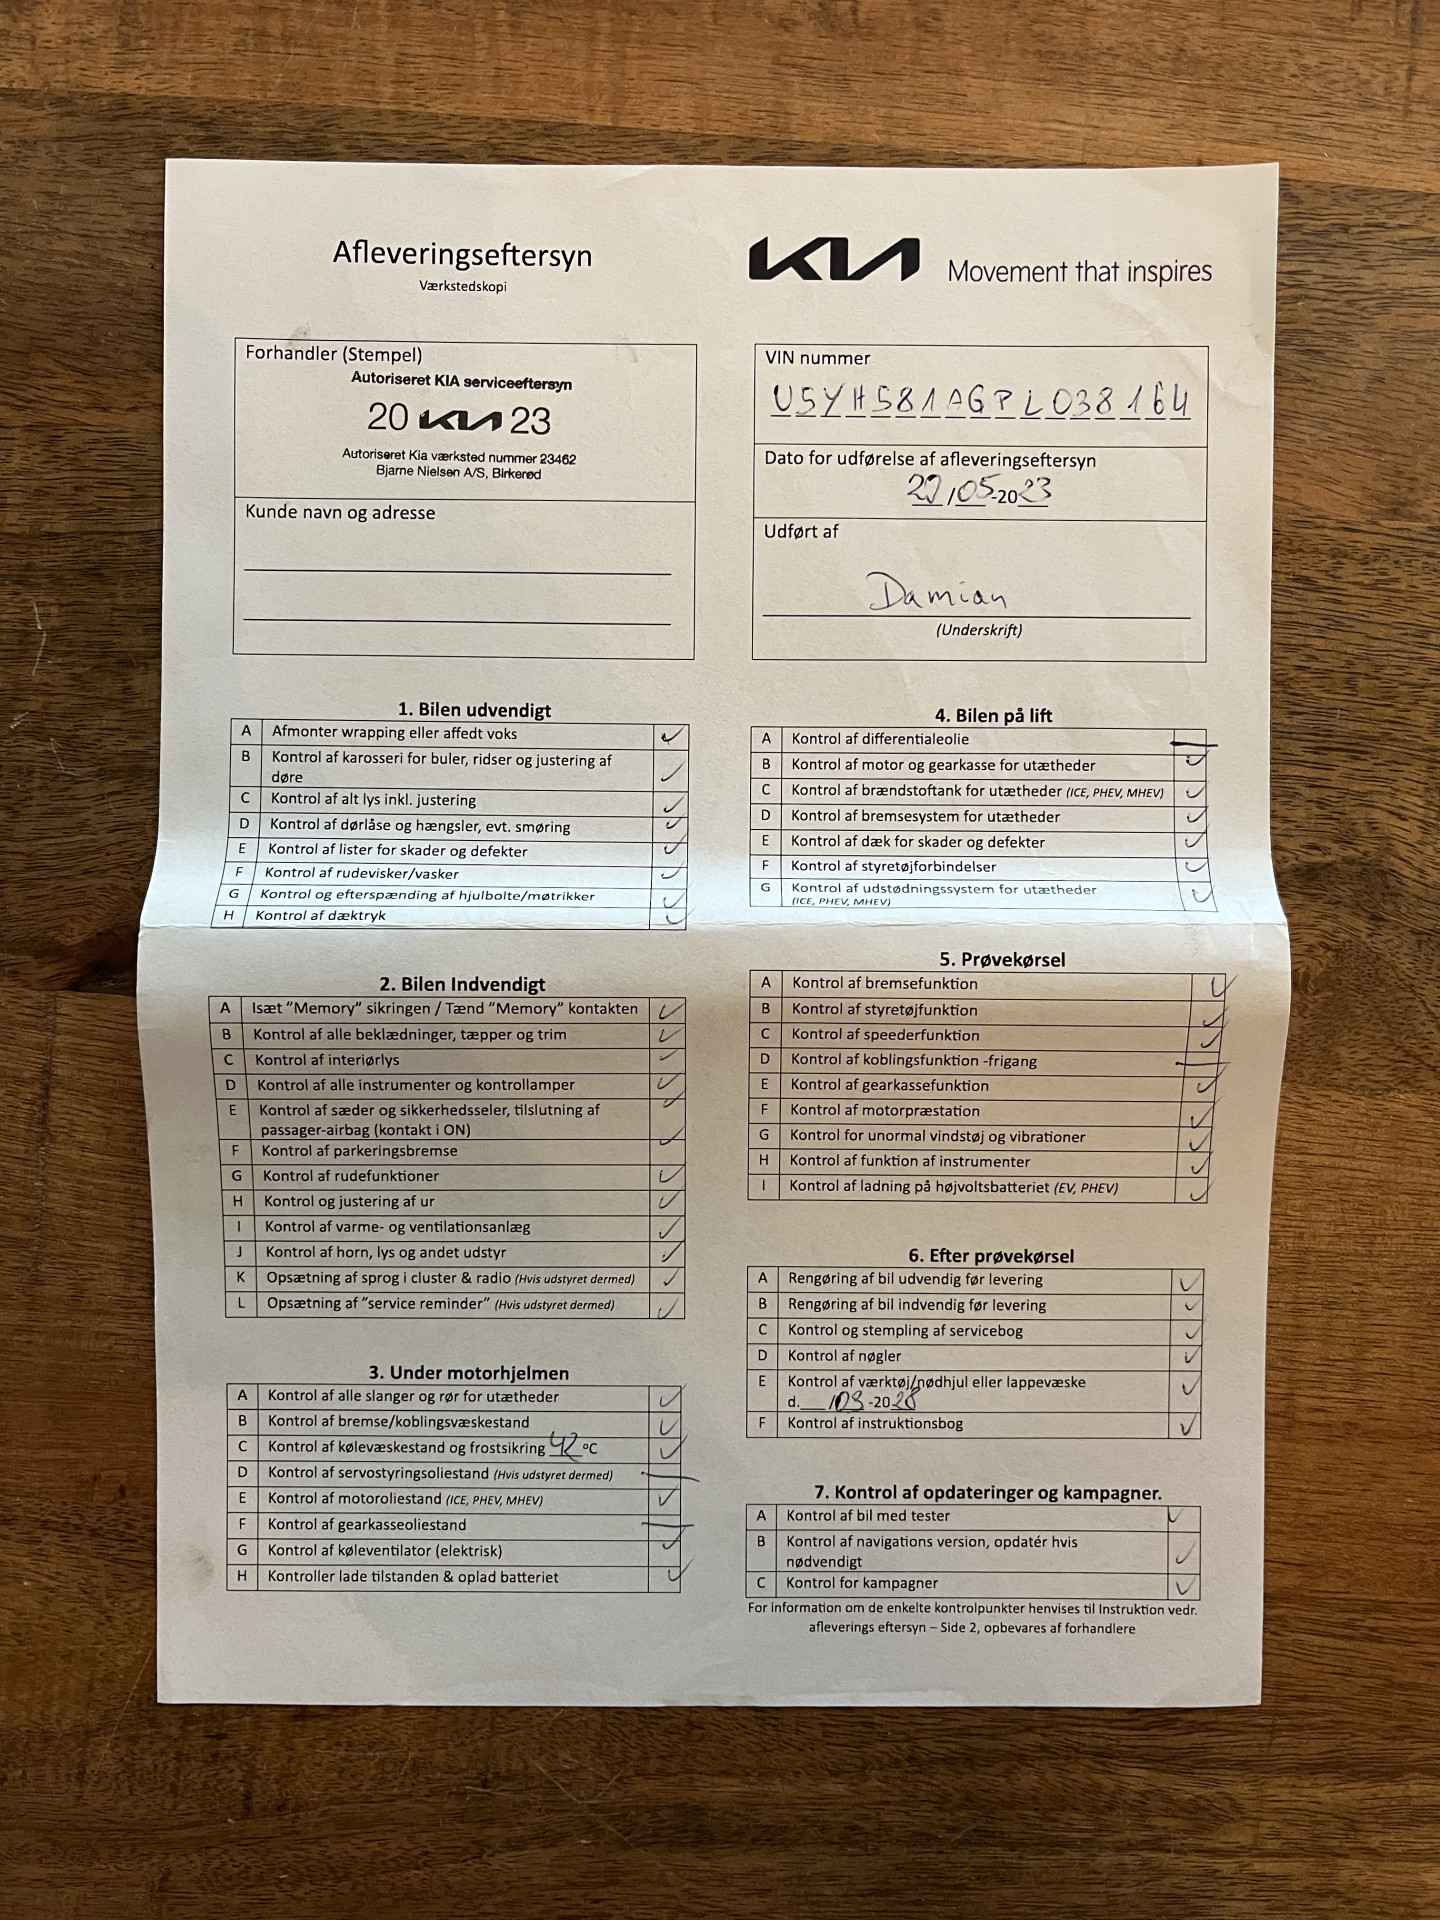 Afleveringseftersyn
Værkstedskopi
KIA Movement that inspires
Forhandler (Stempel)
Autoriseret KIA serviceeftersyn
20 KIA 23
Autoriseret Kia værksted nummer 23462
Bjarne Nielsen A/S, Birkerød
Kunde navn og adresse
VIN nummer
U5YH581AGPL038164
Dato for udførelse af afleveringseftersyn
/05-2023
Udført af
Damian
(Underskrift)
1. Bilen udvendigt
A Afmonter wrapping eller affedt voks ✓
B Kontrol af karosseri for buler, ridser og justering af
døre ✓
C Kontrol af alt lys inkl. justering ✓
D Kontrol af dørlåse og hængsler, evt. smøring ✓
E Kontrol af lister for skader og defekter ✓
F Kontrol af rudevisker/vasker ✓
G Kontrol og efterspænding af hjulbolte/møtrikker ✓
H Kontrol af dæktryk ✓
2. Bilen Indvendigt
A Isæt ”Memory” sikringen / Tænd ”Memory” kontakten ✓
B Kontrol af alle beklædninger, tæpper og trim ✓
C Kontrol af interiørlys ✓
D Kontrol af alle instrumenter og kontrollamper ✓
E Kontrol af sæder og sikkerhedsseler, tilslutning af
passager-airbag (kontakt i ON) ✓
F Kontrol af parkeringsbremse ✓
G Kontrol af rudefunktioner ✓
H Kontrol og justering af ur ✓
I Kontrol af varme- og ventilationsanlæg ✓
J Kontrol af horn, lys og andet udstyr ✓
K Opsætning af sprog i cluster & radio (Hvis udstyret dermed) ✓
L Opsætning af ”service reminder” (Hvis udstyret dermed) ✓
3. Under motorhjelmen
A Kontrol af alle slanger og rør for utætheder ✓
B Kontrol af bremse/koblingsvæskestand ✓
C Kontrol af kølevæskestand og frostsikring 42 °C ✓
D Kontrol af servostyringsoliestand (Hvis udstyret dermed) —
E Kontrol af motoroliestand (ICE, PHEV, MHEV) ✓
F Kontrol af gearkasseoliestand —
G Kontrol af køleventilator (elektrisk) ✓
H Kontroller lade tilstanden & oplad batteriet ✓
4. Bilen på lift
A Kontrol af differentialeolie —
B Kontrol af motor og gearkasse for utætheder ✓
C Kontrol af brændstoftank for utætheder (ICE, PHEV, MHEV) ✓
D Kontrol af bremsesystem for utætheder ✓
E Kontrol af dæk for skader og defekter ✓
F Kontrol af styretøjforbindelser ✓
G Kontrol af udstødningssystem for utætheder
(ICE, PHEV, MHEV) ✓
5. Prøvekørsel
A Kontrol af bremsefunktion ✓
B Kontrol af styretøjfunktion ✓
C Kontrol af speederfunktion ✓
D Kontrol af koblingsfunktion -frigang —
E Kontrol af gearkassefunktion ✓
F Kontrol af motorpræstation ✓
G Kontrol for unormal vindstøj og vibrationer ✓
H Kontrol af funktion af instrumenter ✓
I Kontrol af ladning på højvoltsbatteriet (EV, PHEV) ✓
6. Efter prøvekørsel
A Rengøring af bil udvendig før levering ✓
B Rengøring af bil indvendig før levering ✓
C Kontrol og stempling af servicebog ✓
D Kontrol af nøgler ✓
E Kontrol af værktøj/nødhjul eller lappevæske
d.___/03-2028 ✓
F Kontrol af instruktionsbog ✓
7. Kontrol af opdateringer og kampagner.
A Kontrol af bil med tester ✓
B Kontrol af navigations version, opdatér hvis
nødvendigt ✓
C Kontrol for kampagner ✓
For information om de enkelte kontrolpunkter henvises til Instruktion vedr.
afleverings eftersyn – Side 2, opbevares af forhandlere